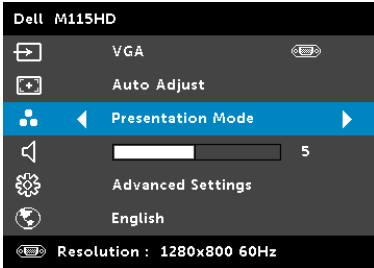 Dell M115HD
VGA
Auto Adjust
Presentation Mode
5
Advanced Settings
English
Resolution : 1280x800 60Hz